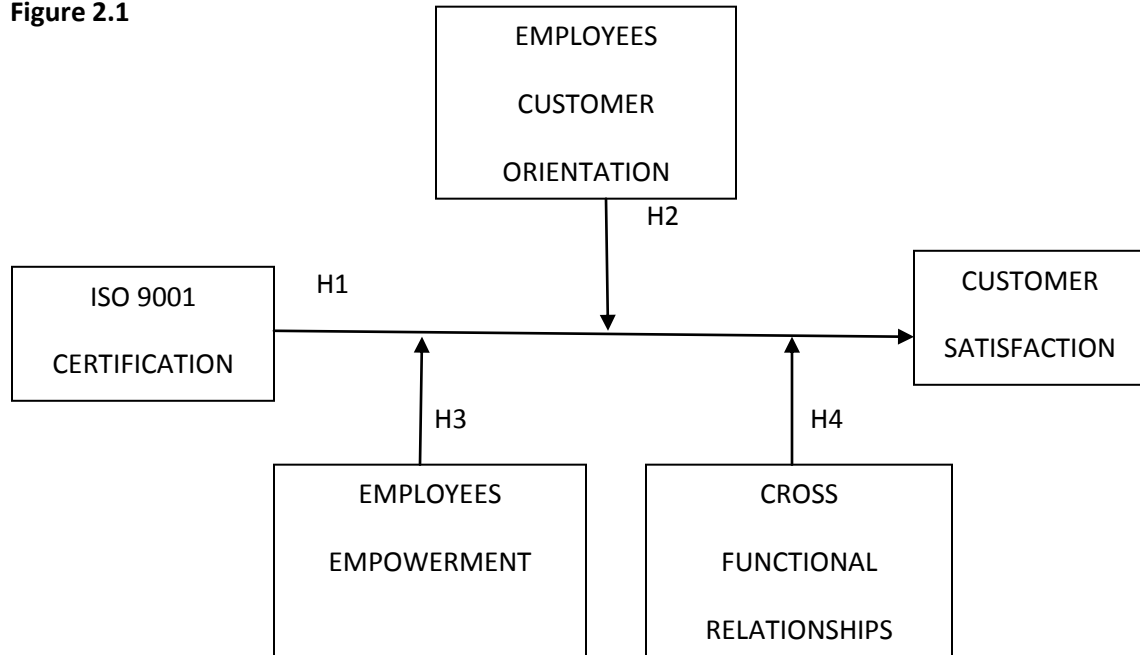 Figure 2.1
EMPLOYEES
CUSTOMER
ORIENTATION
H2
ISO 9001
CERTIFICATION
H1
CUSTOMER
SATISFACTION
H3
H4
EMPLOYEES
EMPOWERMENT
CROSS
FUNCTIONAL
RELATIONSHIPS